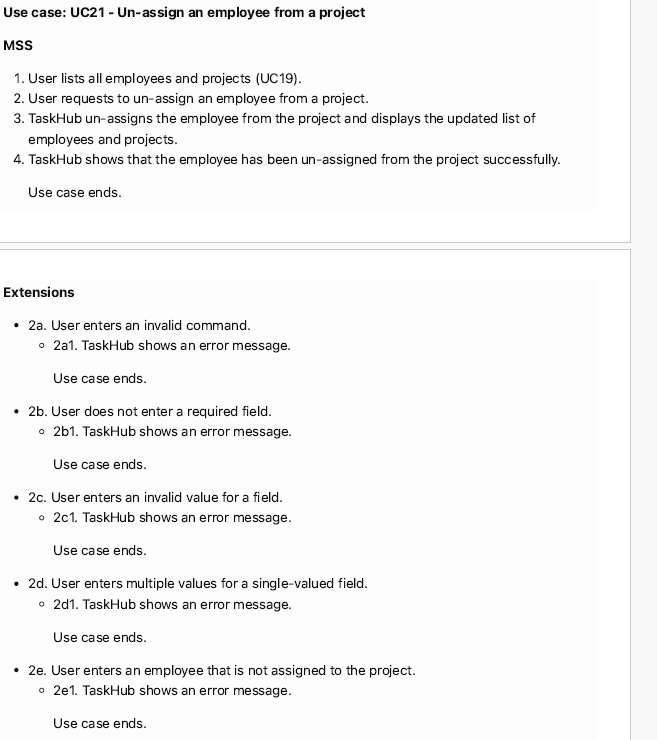 Use case: UC21 - Un-assign an employee from a project
MSS
1. User lists all employees and projects (UC19).
2. User requests to un-assign an employee from a project.
3. TaskHub un-assigns the employee from the project and displays the updated list of
employees and projects.
4. TaskHub shows that the employee has been un-assigned from the project successfully.
Use case ends.
Extensions
• 2a. User enters an invalid command.
◦ 2a1. TaskHub shows an error message.
Use case ends.
• 2b. User does not enter a required field.
◦ 2b1. TaskHub shows an error message.
Use case ends.
• 2c. User enters an invalid value for a field.
◦ 2c1. TaskHub shows an error message.
Use case ends.
• 2d. User enters multiple values for a single-valued field.
◦ 2d1. TaskHub shows an error message.
Use case ends.
• 2e. User enters an employee that is not assigned to the project.
◦ 2e1. TaskHub shows an error message.
Use case ends.